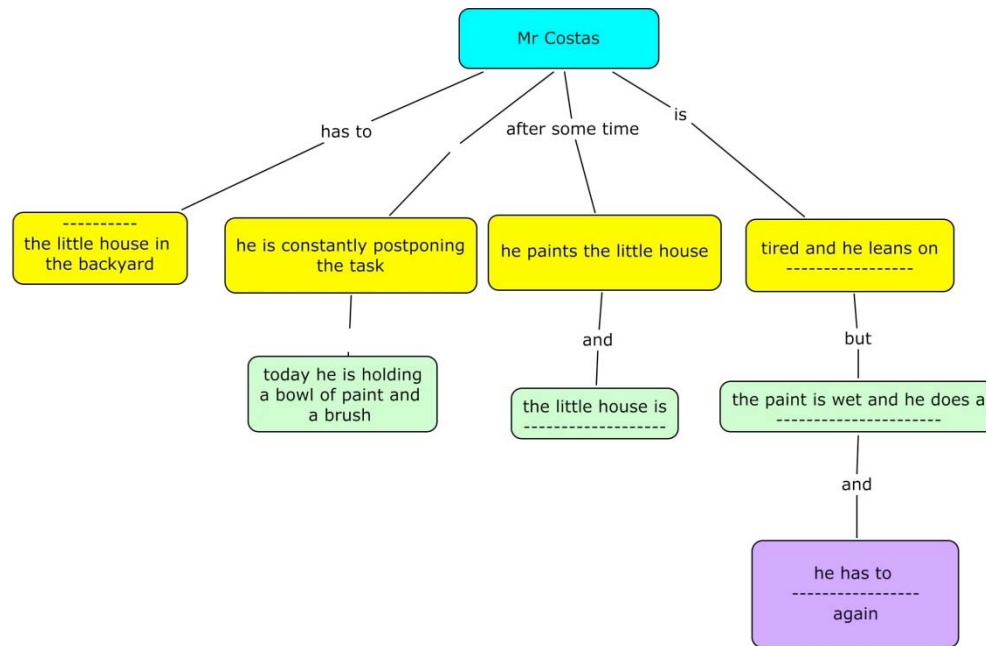 Mr Costas
has to
after some time
is
----------
the little house in
the backyard
he is constantly postponing
the task
he paints the little house
tired and he leans on
-----------------
and
but
today he is holding
a bowl of paint and
a brush
the little house is
-------------------
the paint is wet and he does a
----------------------
and
he has to
-----------------
again